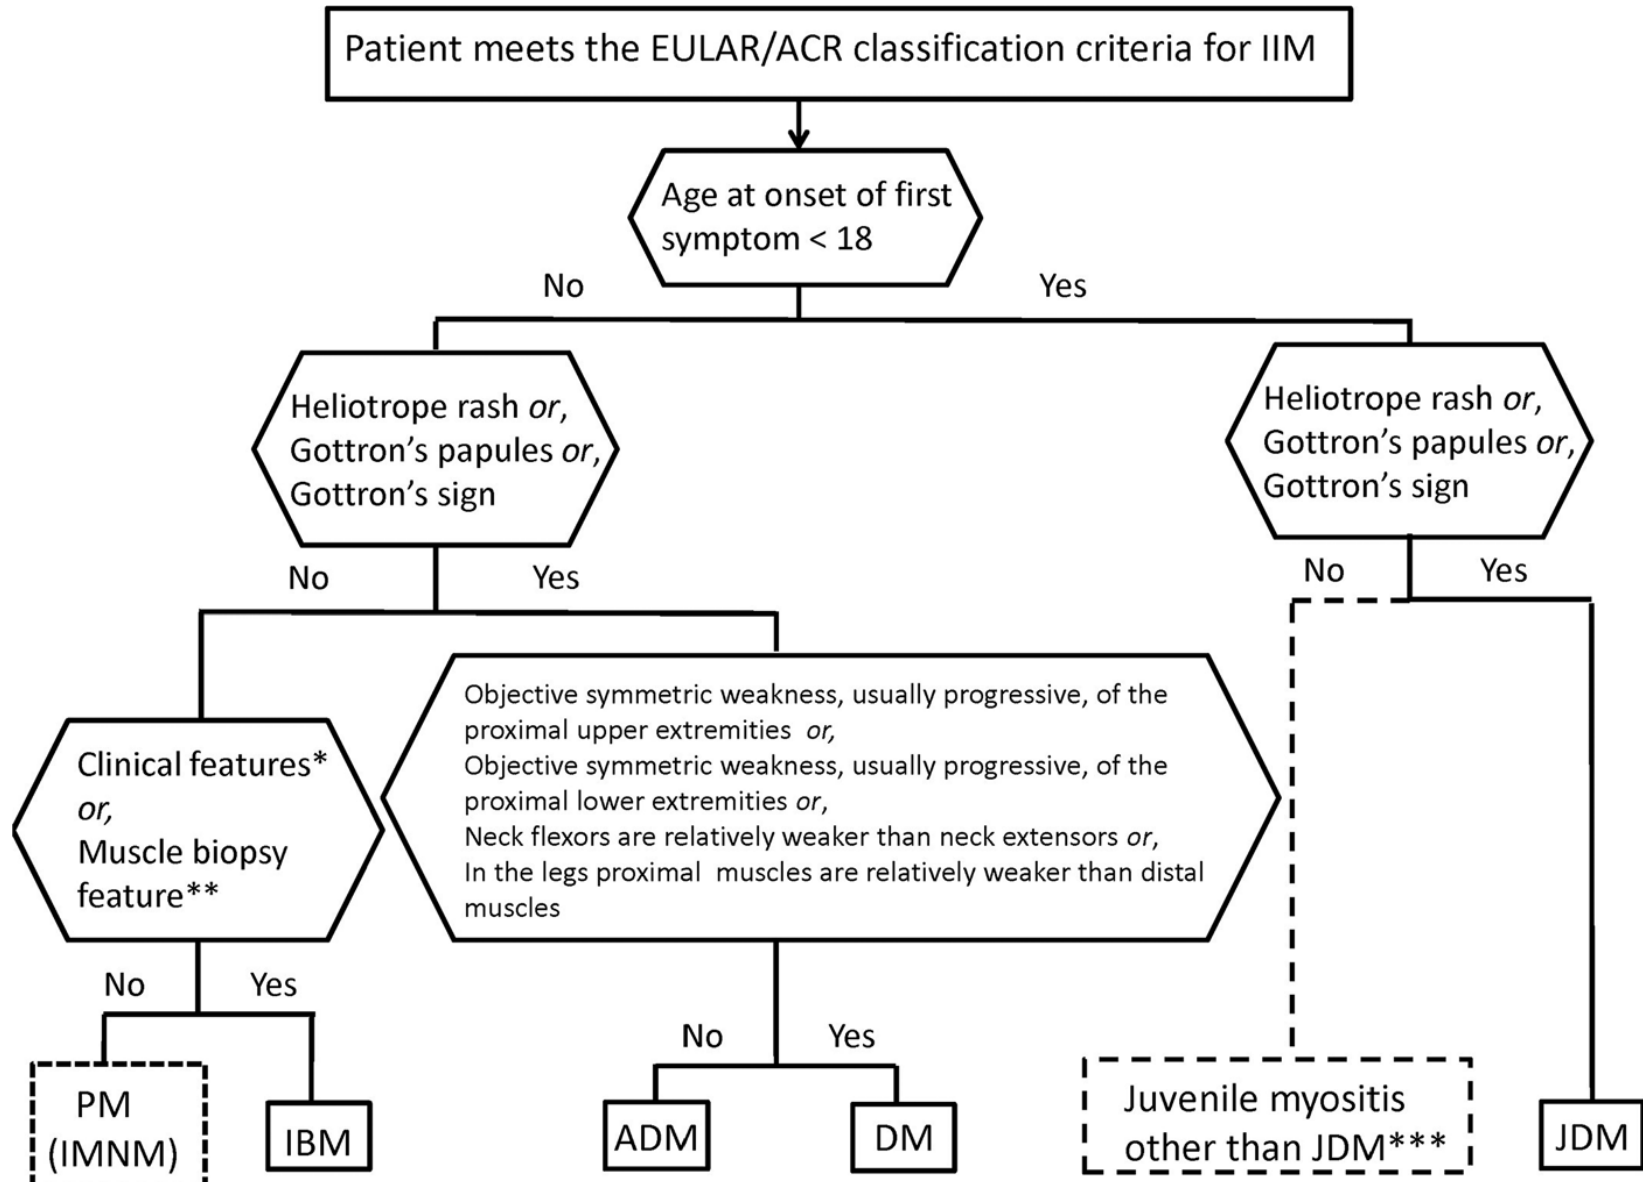 Patient meets the EULAR/ACR classification criteria for IIM
Age at onset of first
symptom < 18
No
Yes
Heliotrope rash or,
Gottron's papules or,
Gottron's sign
Heliotrope rash or,
Gottron's papules or,
Gottron's sign
No
Yes
No
Yes
Clinical features*
or,
Muscle biopsy
feature**
Objective symmetric weakness, usually progressive, of the
proximal upper extremities or,
Objective symmetric weakness, usually progressive, of the
proximal lower extremities or,
Neck flexors are relatively weaker than neck extensors or,
In the legs proximal muscles are relatively weaker than distal
muscles
No
Yes
No
Yes
PM
(IMNM)
IBM
ADM
DM
Juvenile myositis
other than JDM***
JDM